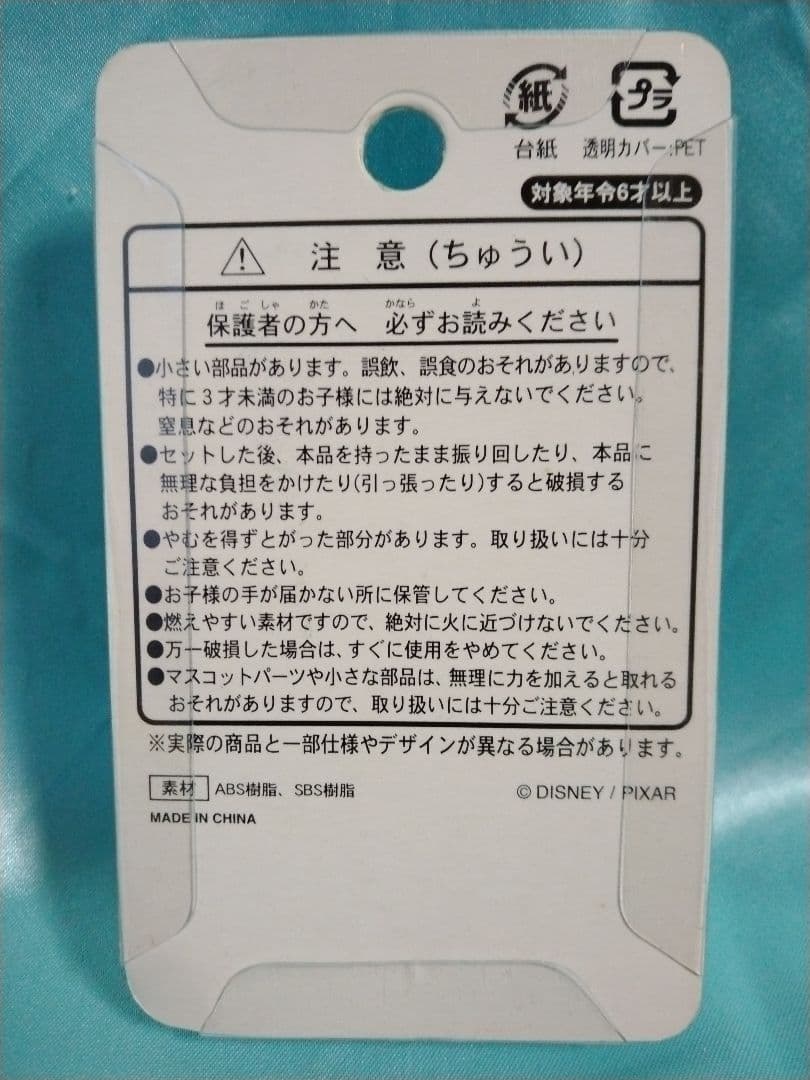 紙 プラ
台紙 透明カバー:PET
対象年令6才以上
注 意(ちゅうい)
ほごしゃ かた かなら よ
保護者の方へ 必ずお読みください
●小さい部品があります。誤飲、誤食のおそれがありますので、
特に3才未満のお子様には絶対に与えないでください。
窒息などのおそれがあります。
●セットした後、本品を持ったまま振り回したり、本品に
無理な負担をかけたり(引っ張ったり)すると破損する
おそれがあります。
●やむを得ずとがった部分があります。取り扱いには十分
ご注意ください。
●お子様の手が届かない所に保管してください。
●燃えやすい素材ですので、絶対に火に近づけないでください。
●万一破損した場合は、すぐに使用をやめてください。
●マスコットパーツや小さな部品は、無理に力を加えると取れる
おそれがありますので、取り扱いには十分ご注意ください。
※実際の商品と一部仕様やデザインが異なる場合があります。
素材 ABS樹脂、SBS樹脂
© DISNEY / PIXAR
MADE IN CHINA